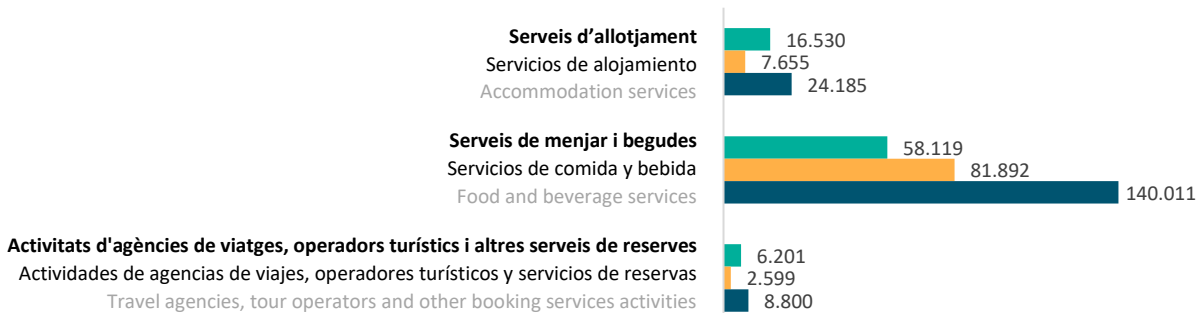 Serveis d’allotjament
Servicios de alojamiento
Accommodation services
16.530
7.655
24.185
Serveis de menjar i begudes
Servicios de comida y bebida
Food and beverage services
58.119
81.892
140.011
Activitats d'agències de viatges, operadors turístics i altres serveis de reserves
Actividades de agencias de viajes, operadores turísticos y servicios de reservas
Travel agencies, tour operators and other booking services activities
6.201
2.599
8.800